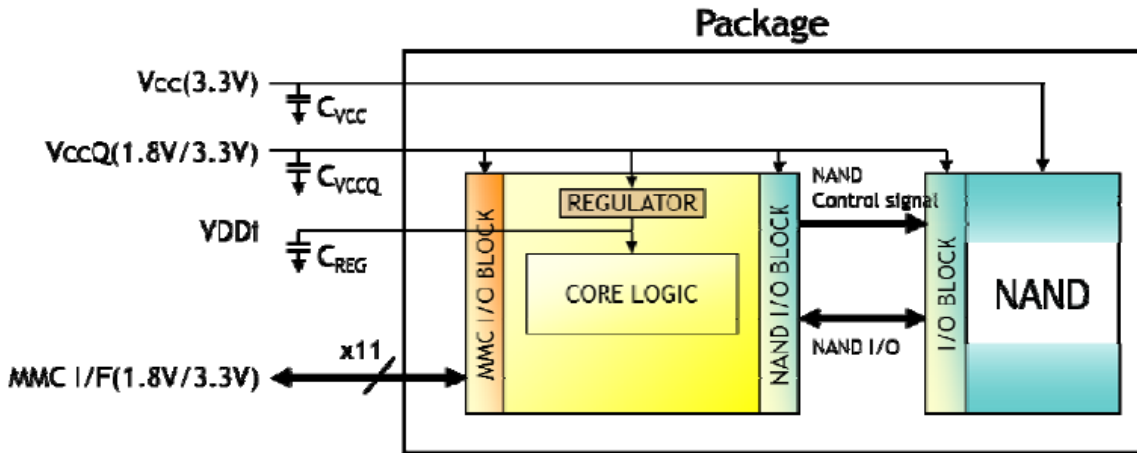 Package
Vcc(3.3V)
CVCC
VccQ(1.8V/3.3V)
CVCCQ
NAND
Control signal
REGULATOR
VDDi
CREG
MMC I/O BLOCK
CORE LOGIC
NAND I/O BLOCK
I/O BLOCK
NAND
NAND I/O
x11
MMC I/F(1.8V/3.3V)